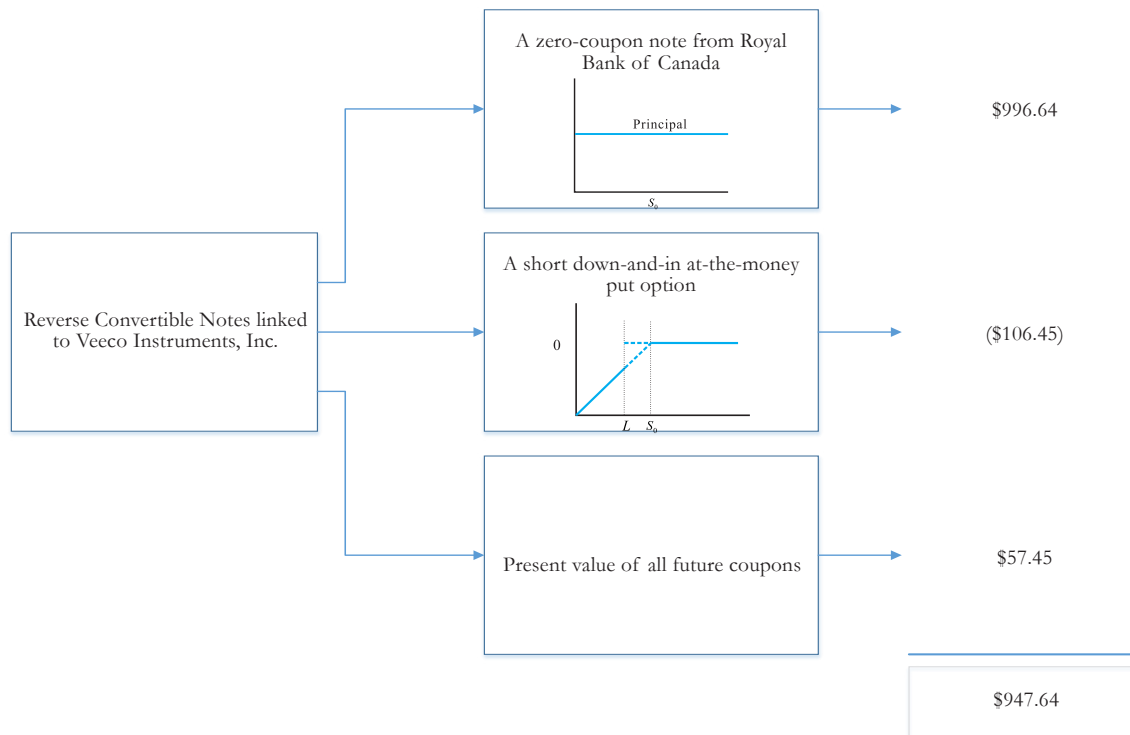 A zero-coupon note from Royal
Bank of Canada
Principal
S₀
$996.64
Reverse Convertible Notes linked
to Veeco Instruments, Inc.
A short down-and-in at-the-money
put option
0
L S₀
($106.45)
Present value of all future coupons
$57.45
$947.64